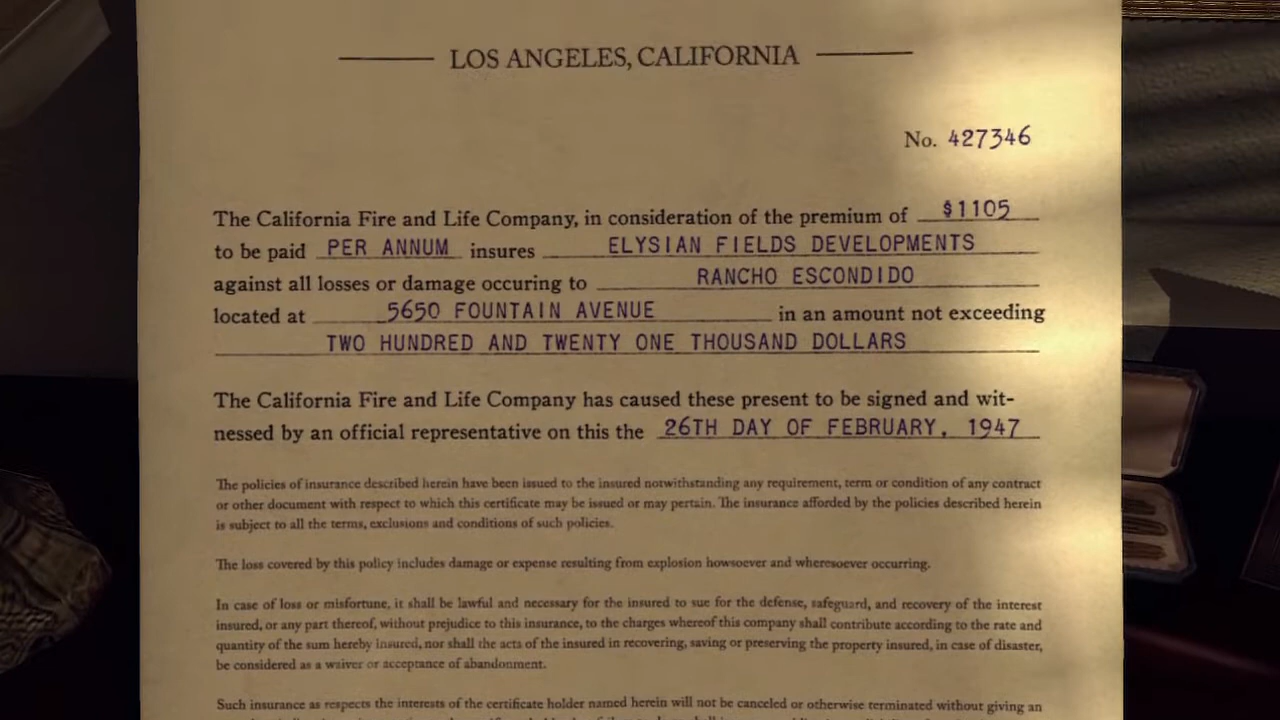 LOS ANGELES, CALIFORNIA
No. 427346
The California Fire and Life Company, in consideration of the premium of $1105
to be paid PER ANNUM insures ELYSIAN FIELDS DEVELOPMENTS
against all losses or damage occuring to RANCHO ESCONDIDO
located at 5650 FOUNTAIN AVENUE in an amount not exceeding
TWO HUNDRED AND TWENTY ONE THOUSAND DOLLARS
The California Fire and Life Company has caused these present to be signed and wit-
nessed by an official representative on this the 26TH DAY OF FEBRUARY, 1947
The policies of insurance described herein have been issued to the insured notwithstanding any requirement, term or condition of any contract
or other document with respect to which this certificate may be issued or may pertain. The insurance afforded by the policies described herein
is subject to all the terms, exclusions and conditions of such policies.
The loss covered by this policy includes damage or expense resulting from explosion howsoever and wheresoever occurring.
In case of loss or misfortune, it shall be lawful and necessary for the insured to sue for the defense, safeguard, and recovery of the interest
insured, or any part thereof, without prejudice to this insurance, to the charges whereof this company shall contribute according to the rate and
quantity of the sum hereby insured, nor shall the acts of the insured in recovering, saving or preserving the property insured, in case of disaster,
be considered as a waiver or acceptance of abandonment.
Such insurance as respects the interests of the certificate holder named herein will not be canceled or otherwise terminated without giving an